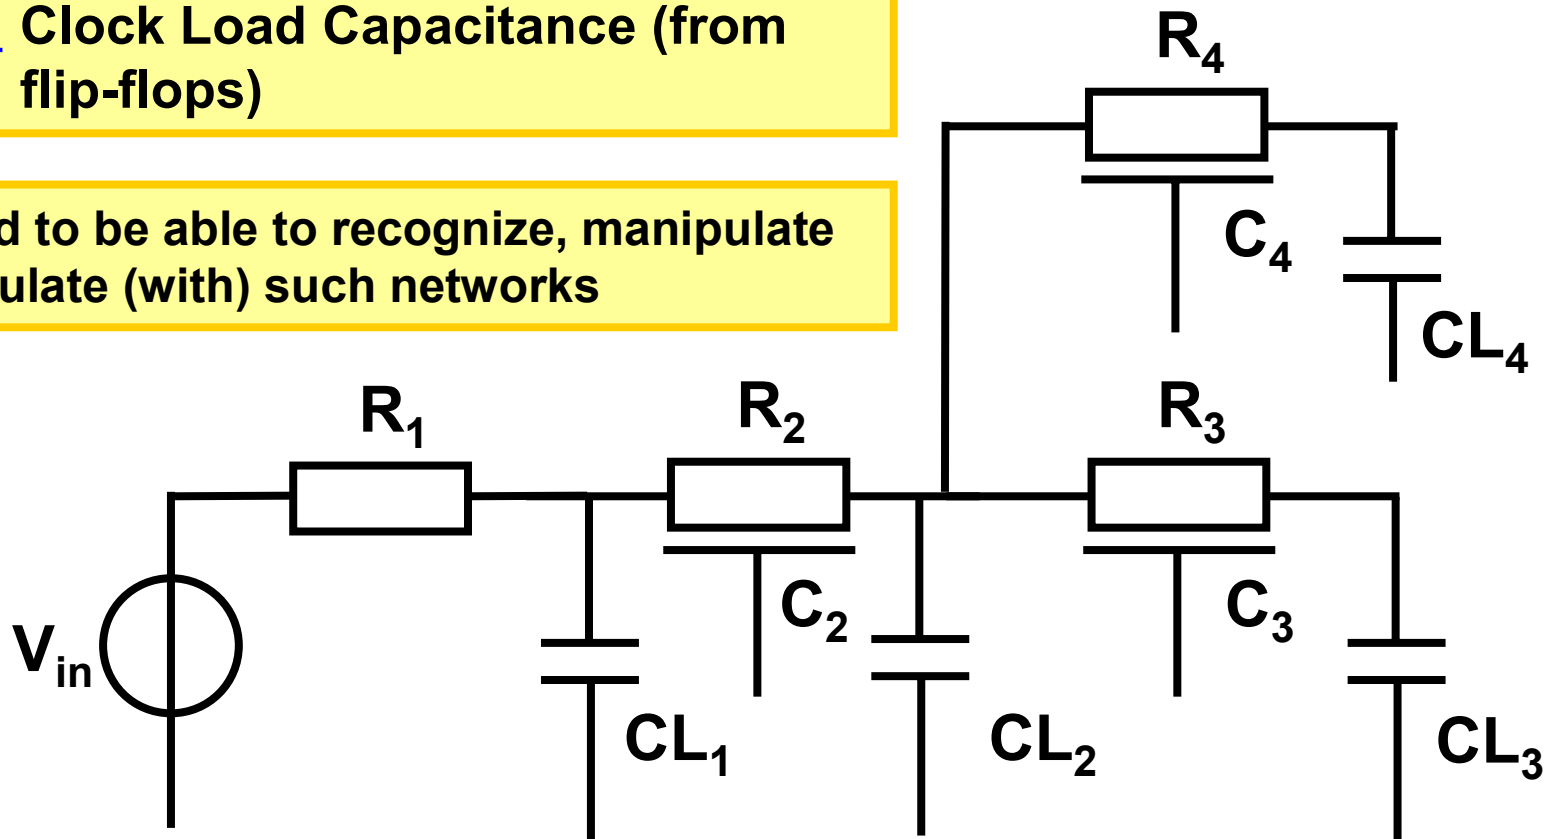 Clock Load Capacitance (from
flip-flops)
to be able to recognize, manipulate
(with) such networks
R4
C4
CL4
R1
R2
R3
Vin
C2
C3
CL1
CL2
CL3